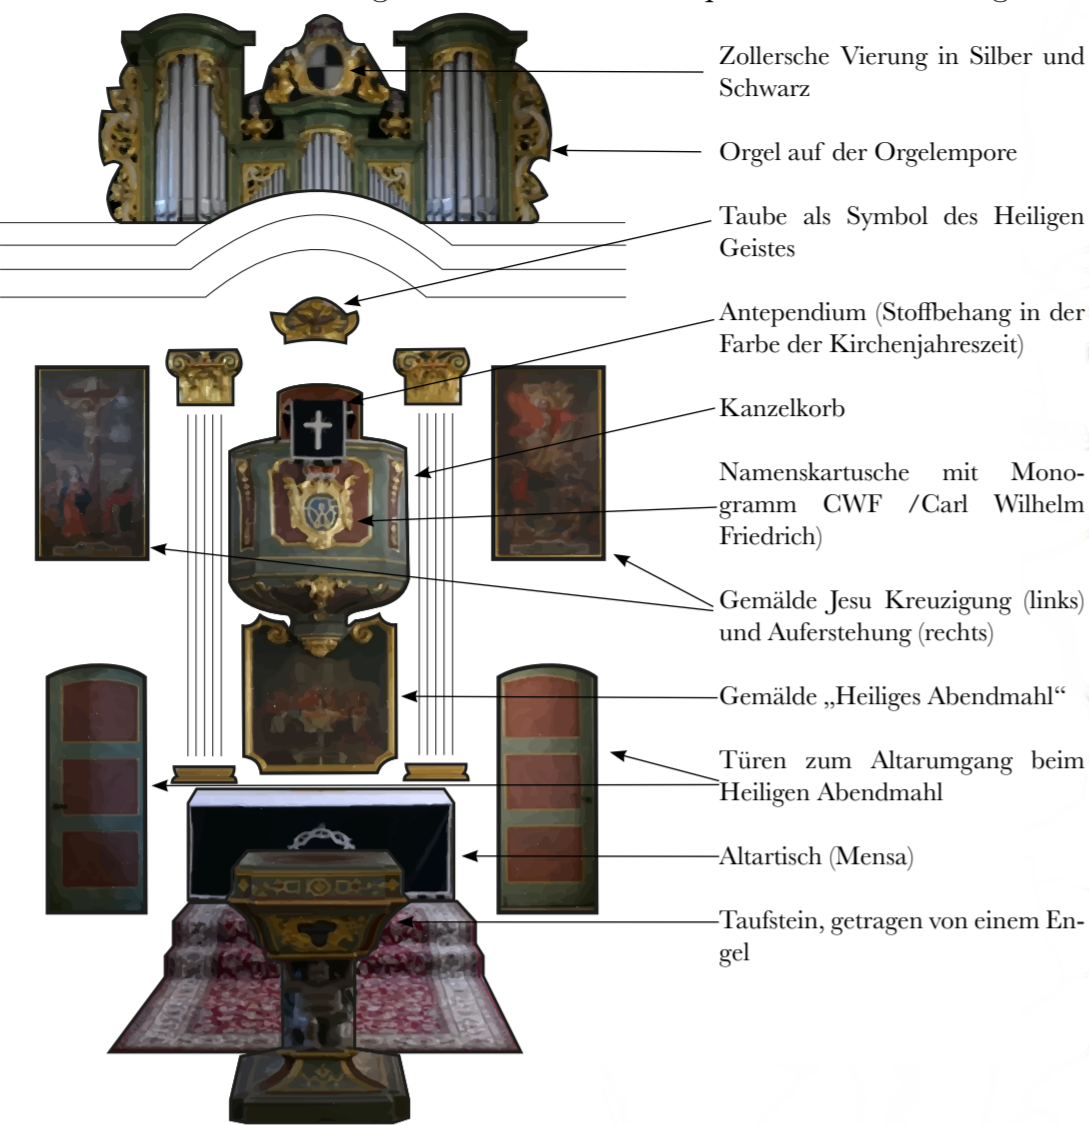 Zollersche Vierung in Silber und
Schwarz
Orgel auf der Orgelempore
Taube als Symbol des Heiligen
Geistes
Antependium (Stoffbehang in der
Farbe der Kirchenjahreszeit)
Kanzelkorb
Namenskartusche mit Mono-
gramm CWF /Carl Wilhelm
Friedrich)
Gemälde Jesu Kreuzigung (links)
und Auferstehung (rechts)
Gemälde „Heiliges Abendmahl“
Türen zum Altarumgang beim
Heiligen Abendmahl
Altartisch (Mensa)
Taufstein, getragen von einem En-
gel